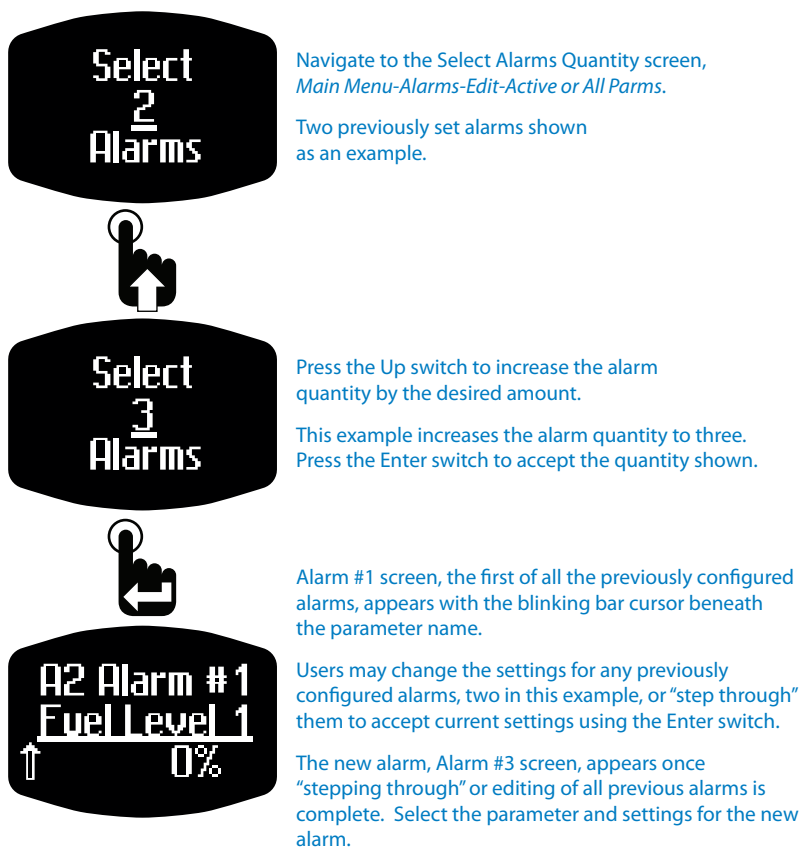 Select
2
Alarms
Navigate to the Select Alarms Quantity screen,
Main Menu-Alarms-Edit-Active or All Parms.
Two previously set alarms shown
as an example.
Select
3
Alarms
Press the Up switch to increase the alarm
quantity by the desired amount.
This example increases the alarm quantity to three.
Press the Enter switch to accept the quantity shown.
A2 Alarm #1
Fuel Level 1
↑ 0%
Alarm #1 screen, the first of all the previously configured
alarms, appears with the blinking bar cursor beneath
the parameter name.
Users may change the settings for any previously
configured alarms, two in this example, or “step through”
them to accept current settings using the Enter switch.
The new alarm, Alarm #3 screen, appears once
“stepping through” or editing of all previous alarms is
complete.  Select the parameter and settings for the new
alarm.